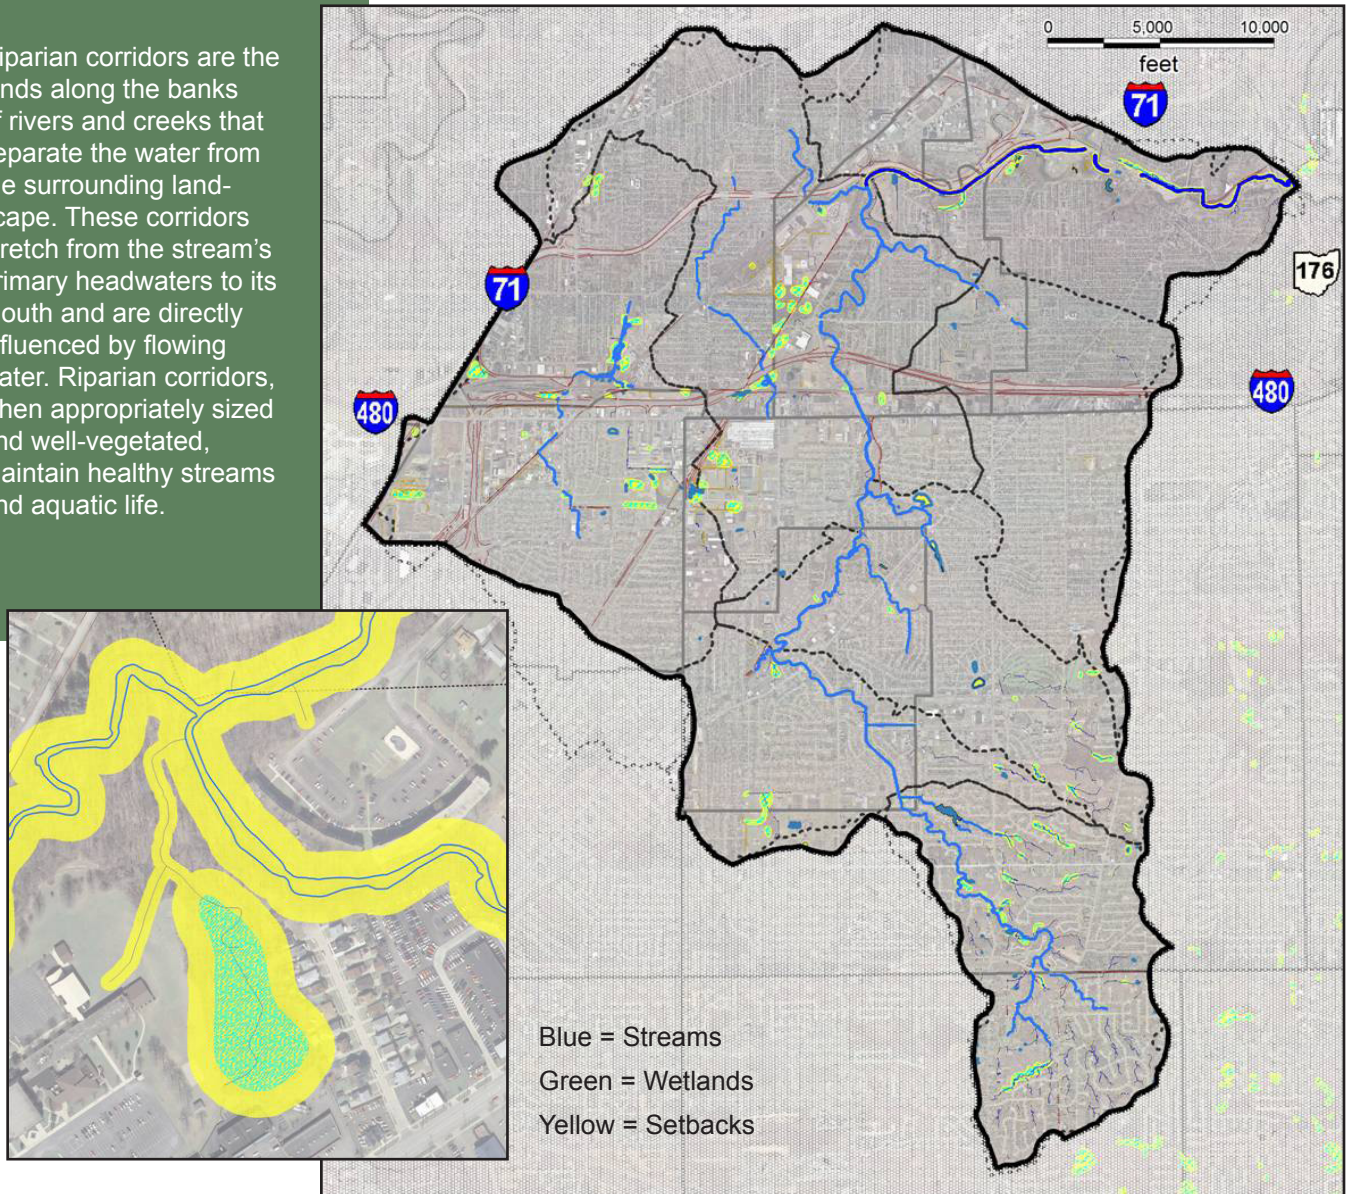 iparian corridors are the
nds along the banks
f rivers and creeks that
eparate the water from
e surrounding land-
cape. These corridors
retch from the stream's
rimary headwaters to its
outh and are directly
fluenced by flowing
ater. Riparian corridors,
hen appropriately sized
nd well-vegetated,
aintain healthy streams
nd aquatic life.
0 5,000 10,000
feet
71
176
71
480
480
Blue = Streams
Green = Wetlands
Yellow = Setbacks